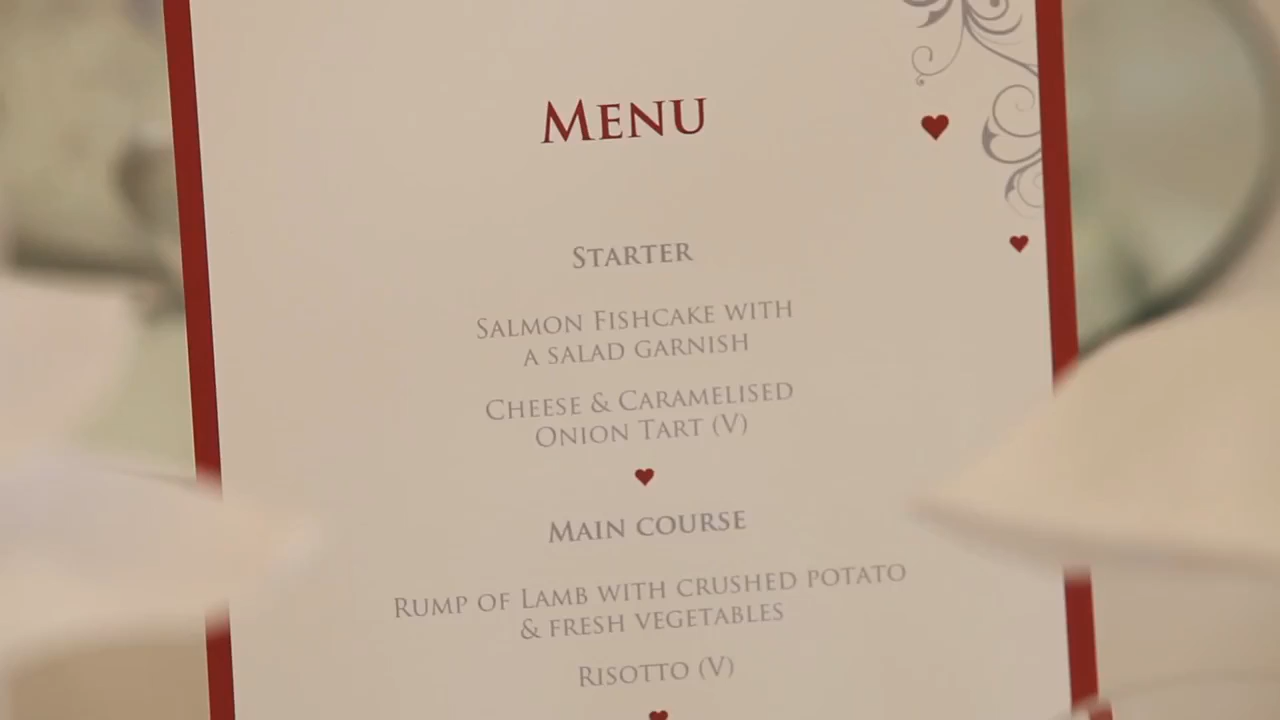 MENU
STARTER
SALMON FISHCAKE WITH
A SALAD GARNISH
CHEESE & CARAMELISED
ONION TART (V)
MAIN COURSE
RUMP OF LAMB WITH CRUSHED POTATO
& FRESH VEGETABLES
RISOTTO (V)